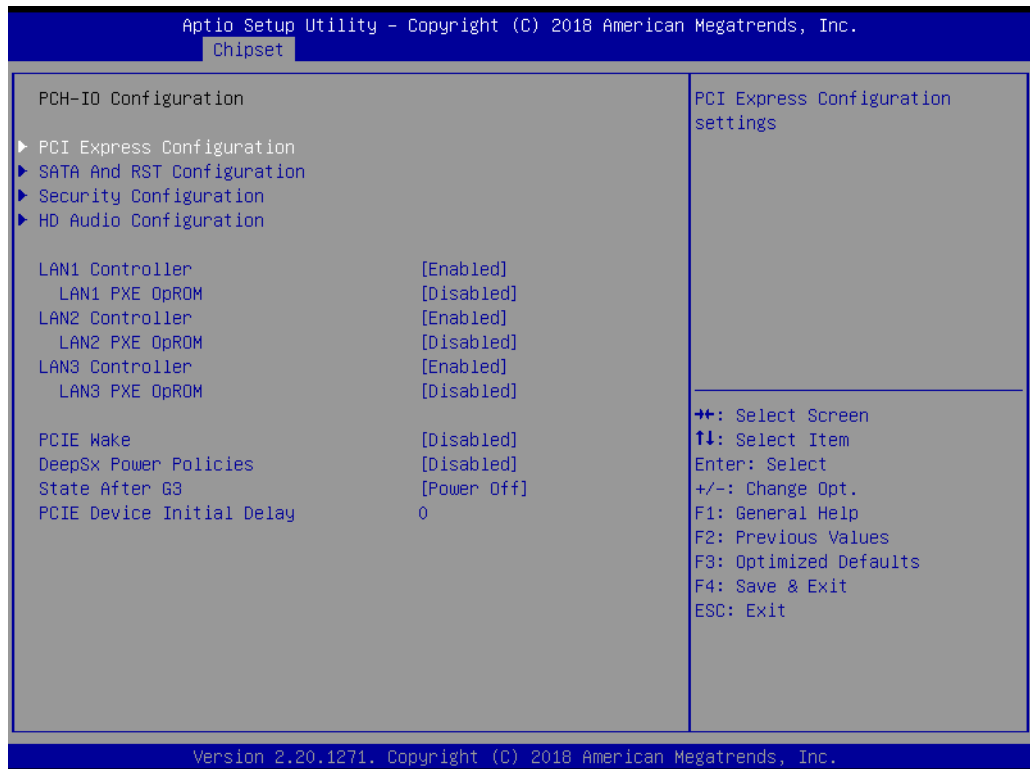 Aptio Setup Utility – Copyright (C) 2018 American Megatrends, Inc.
Chipset
PCH-IO Configuration
PCI Express Configuration
SATA And RST Configuration
Security Configuration
HD Audio Configuration
LAN1 Controller [Enabled]
LAN1 PXE OpROM [Disabled]
LAN2 Controller [Enabled]
LAN2 PXE OpROM [Disabled]
LAN3 Controller [Enabled]
LAN3 PXE OpROM [Disabled]
PCIE Wake [Disabled]
DeepSx Power Policies [Disabled]
State After G3 [Power Off]
PCIE Device Initial Delay 0
PCI Express Configuration
settings
→←: Select Screen
↑↓: Select Item
Enter: Select
+/-: Change Opt.
F1: General Help
F2: Previous Values
F3: Optimized Defaults
F4: Save & Exit
ESC: Exit
Version 2.20.1271. Copyright (C) 2018 American Megatrends, Inc.